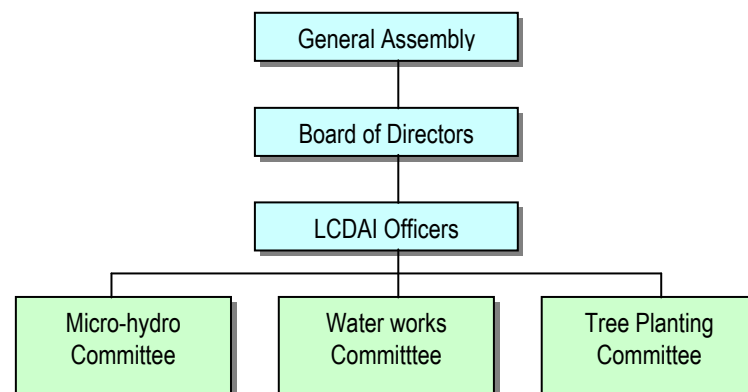 General Assembly
Board of Directors
LCDAI Officers
Micro-hydro
Committee
Water works
Committtee
Tree Planting
Committee